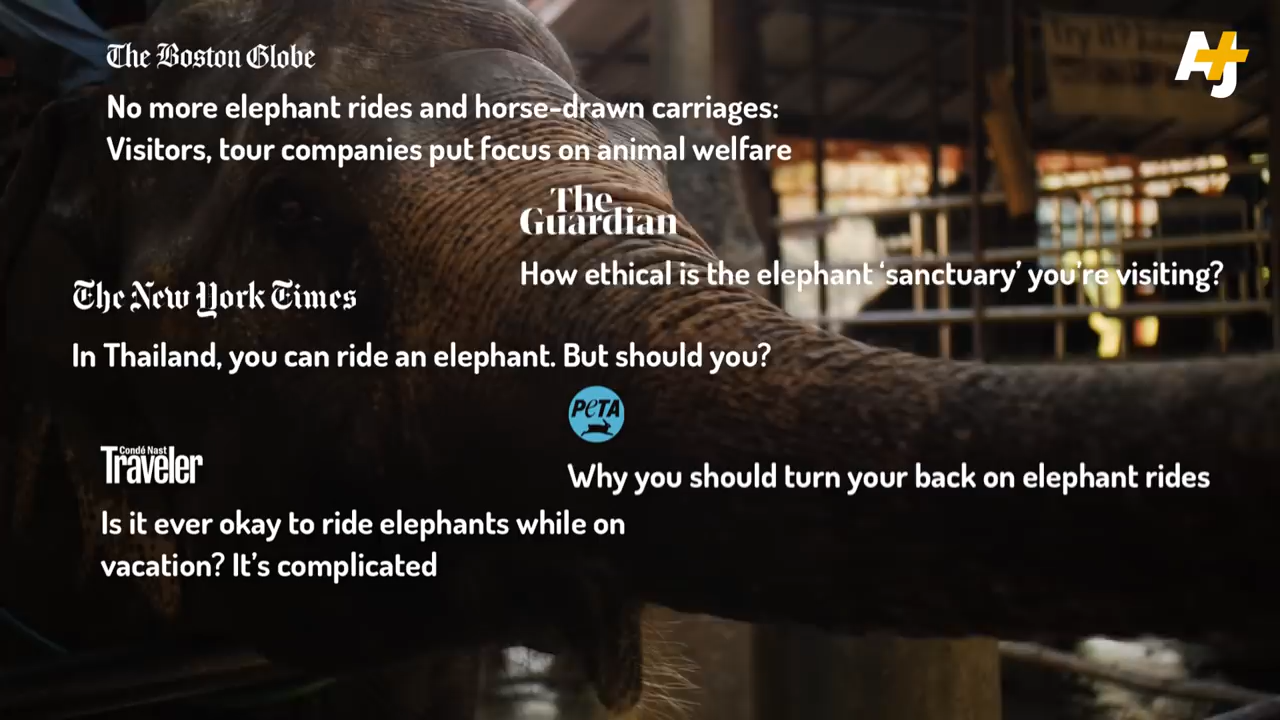 The Boston Globe
No more elephant rides and horse-drawn carriages:
Visitors, tour companies put focus on animal welfare
The
Guardian
How ethical is the elephant ‘sanctuary’ you’re visiting?
The New York Times
In Thailand, you can ride an elephant. But should you?
PeTA
Why you should turn your back on elephant rides
Condé Nast
Traveler
Is it ever okay to ride elephants while on
vacation? It’s complicated
AJ+